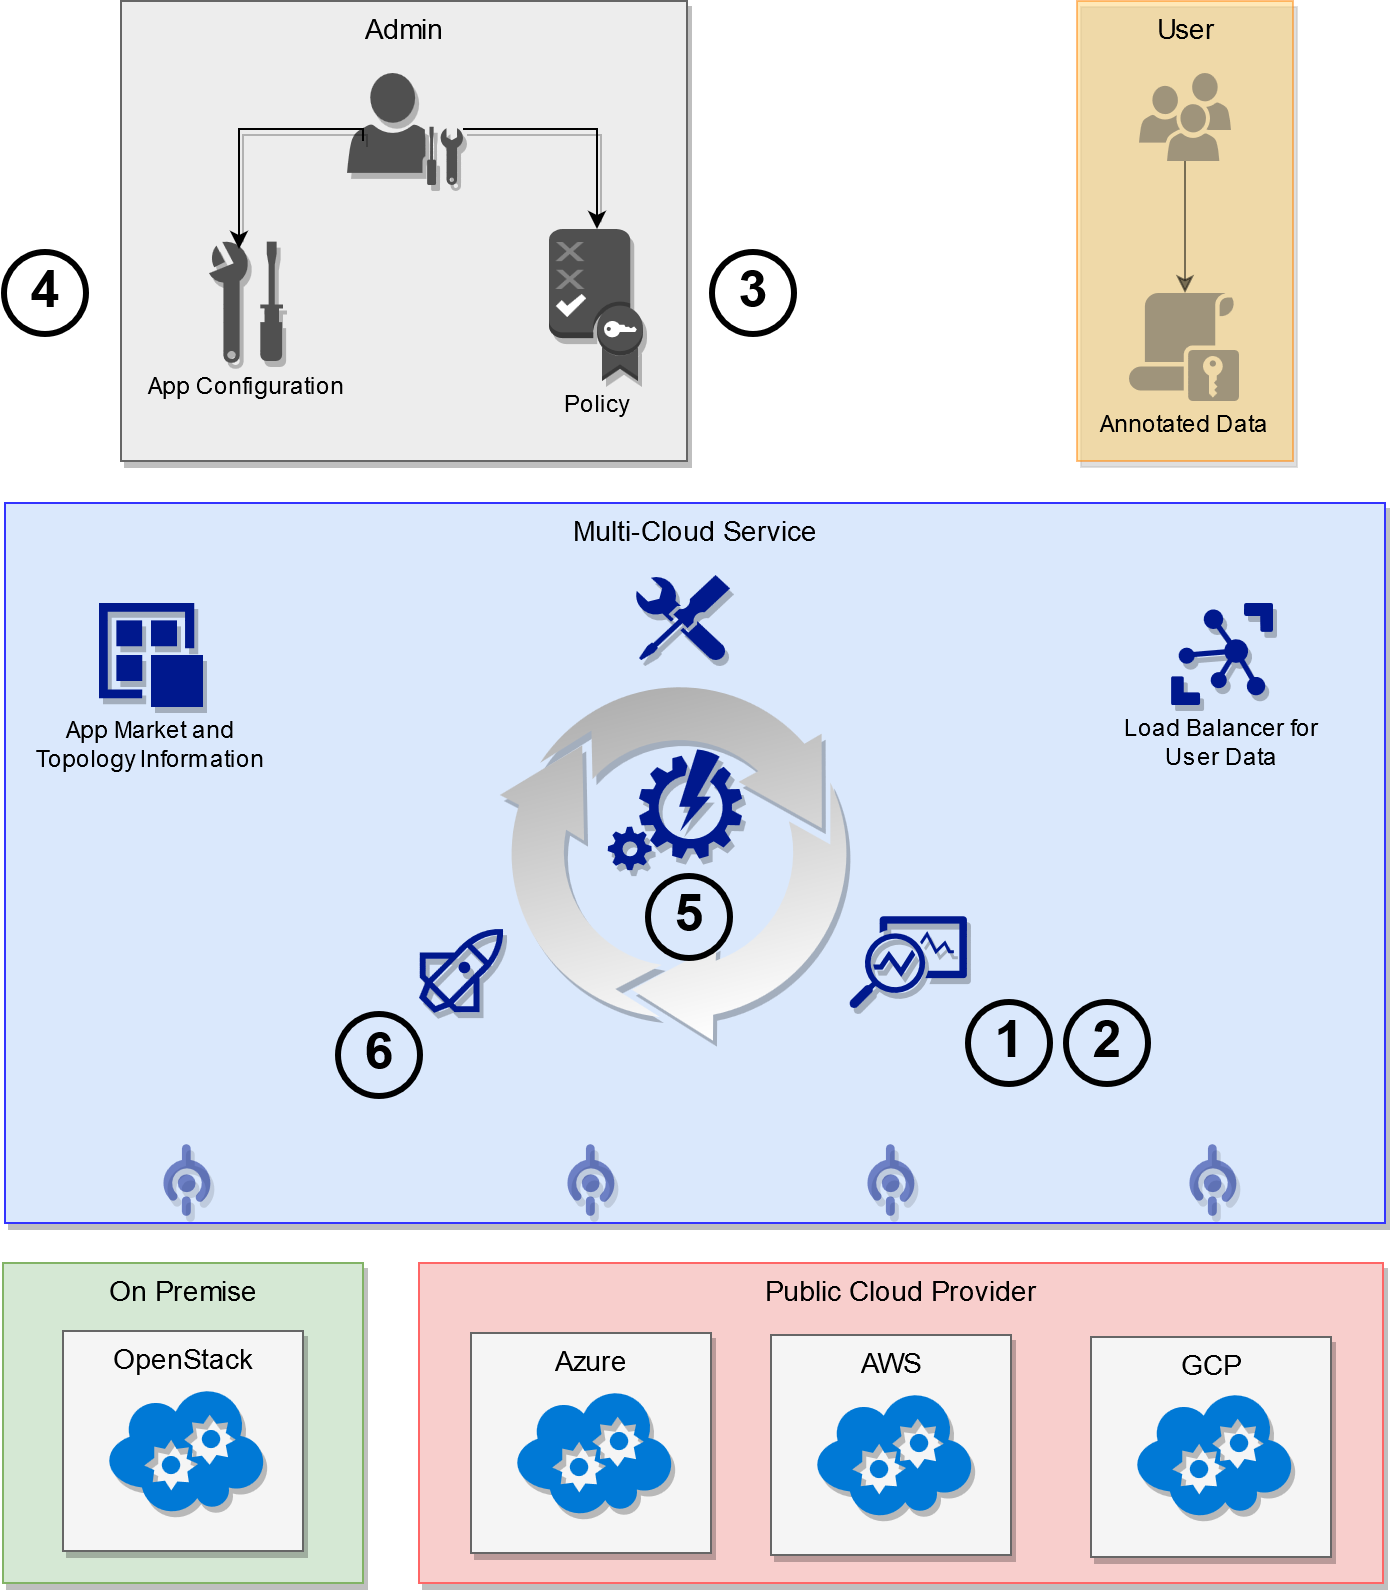 Admin
User
4
3
App Configuration
Policy
Annotated Data
Multi-Cloud Service
App Market and
Topology Information
Load Balancer for
User Data
5
6
1
2
On Premise
Public Cloud Provider
OpenStack
Azure
AWS
GCP